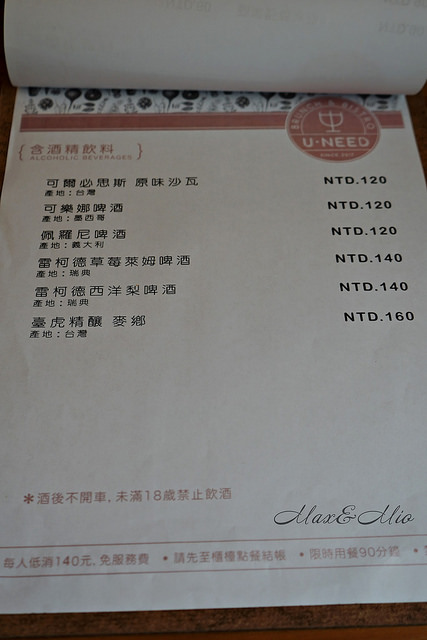 BRUNCH & BISTRO
U·NEED
SINCE 2017
{含酒精飲料}
ALCOHOLIC BEVERAGES
可爾必思斯 原味沙瓦 NTD.120
產地:台灣
可樂娜啤酒 NTD.120
產地:墨西哥
佩羅尼啤酒 NTD.120
產地:義大利
雷柯德草莓萊姆啤酒 NTD.140
產地:瑞典
雷柯德西洋梨啤酒 NTD.140
產地:瑞典
臺虎精釀 麥鄉 NTD.160
產地:台灣
*酒後不開車,未滿18歲禁止飲酒
Max&Mio
每人低消140元,免服務費 •請先至櫃檯點餐結帳 •限時用餐90分鐘 •